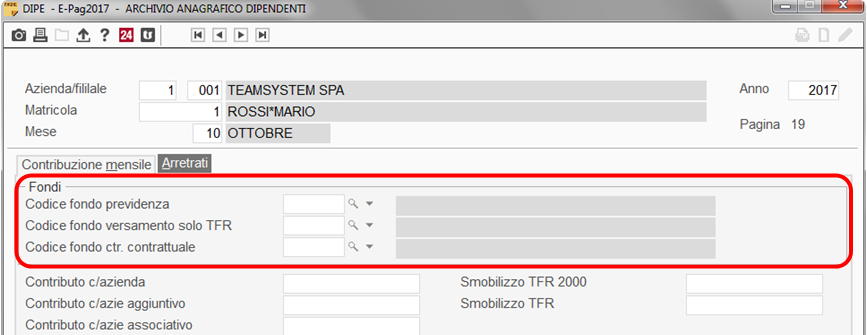 DIPE - E-Pag2017 - ARCHIVIO ANAGRAFICO DIPENDENTI
24
Azienda/fililale 1 001 TEAMSYSTEM SPA Anno 2017
Matricola 1 ROSSI*MARIO
Mese 10 OTTOBRE Pagina 19
Contribuzione mensile Arretrati
Fondi
Codice fondo previdenza
Codice fondo versamento solo TFR
Codice fondo ctr. contrattuale
Contributo c/azienda Smobilizzo TFR 2000
Contributo c/azie aggiuntivo Smobilizzo TFR
Contributo c/azie associativo